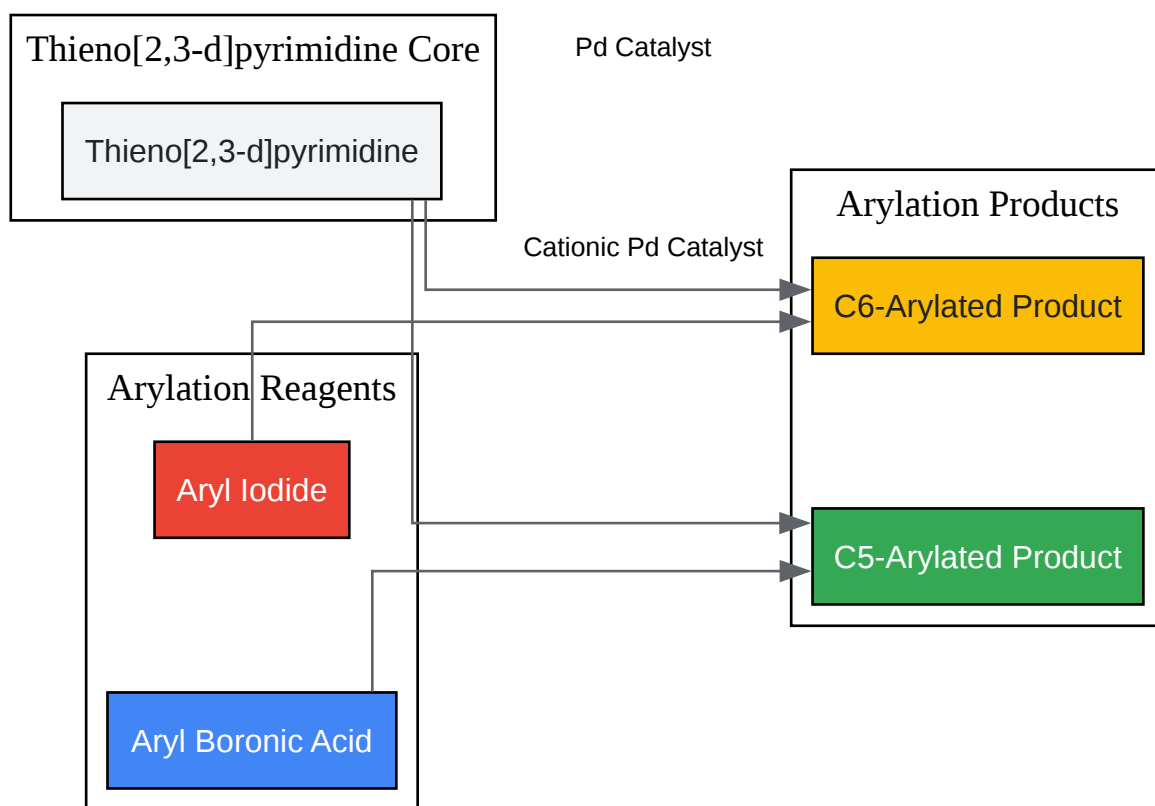 Thieno[2,3-d]pyrimidine Core
Thieno[2,3-d]pyrimidine
Pd Catalyst
Cationic Pd Catalyst
Arylation Products
C6-Arylated Product
C5-Arylated Product
Arylation Reagents
Aryl Iodide
Aryl Boronic Acid